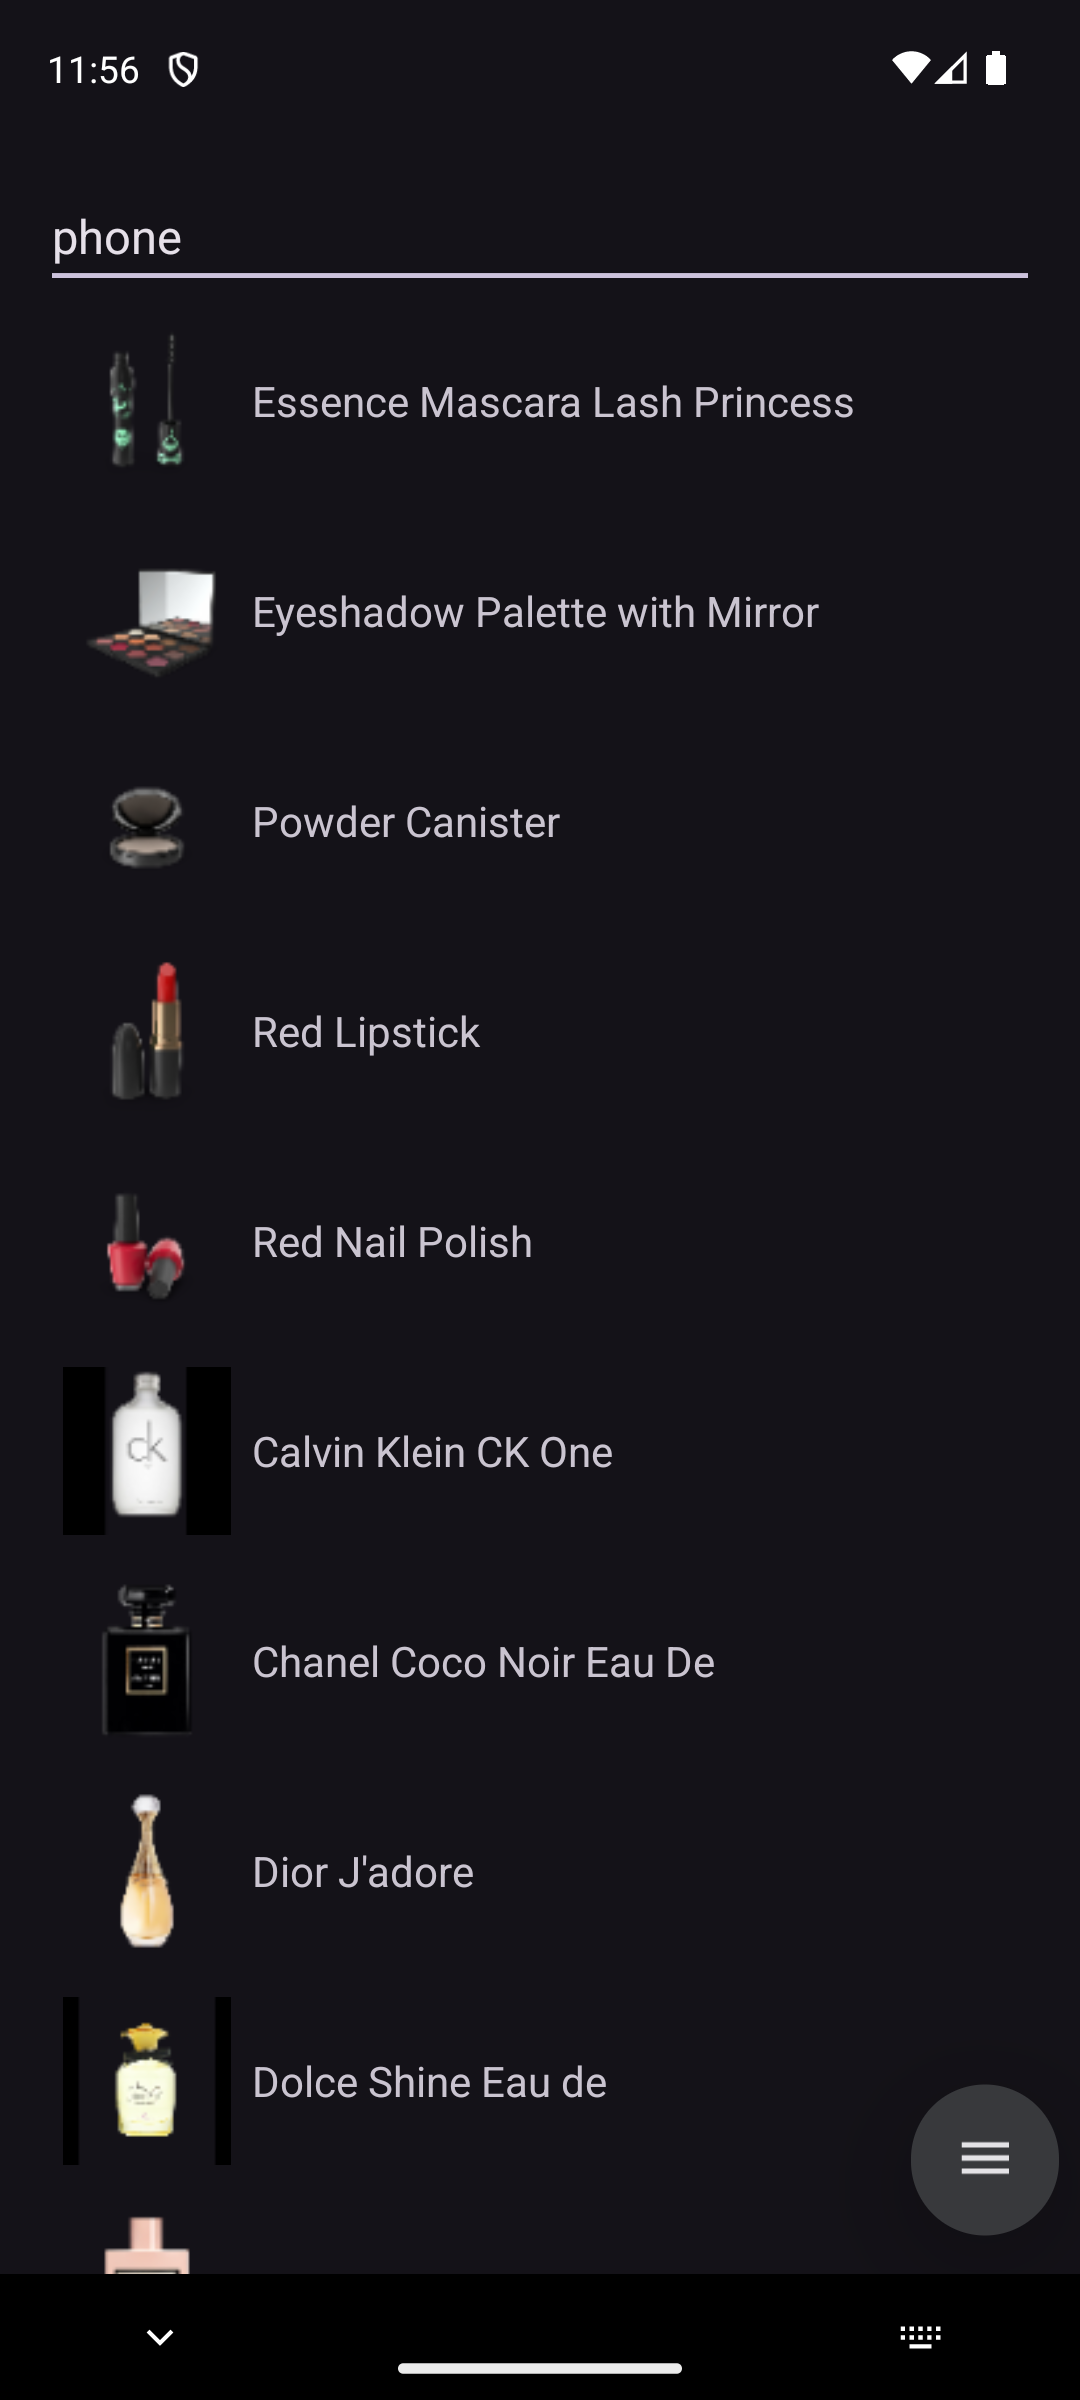 11:56
phone
Essence Mascara Lash Princess
Eyeshadow Palette with Mirror
Powder Canister
Red Lipstick
Red Nail Polish
ck
Calvin Klein CK One
Chanel Coco Noir Eau De
Dior J'adore
Dolce Shine Eau de